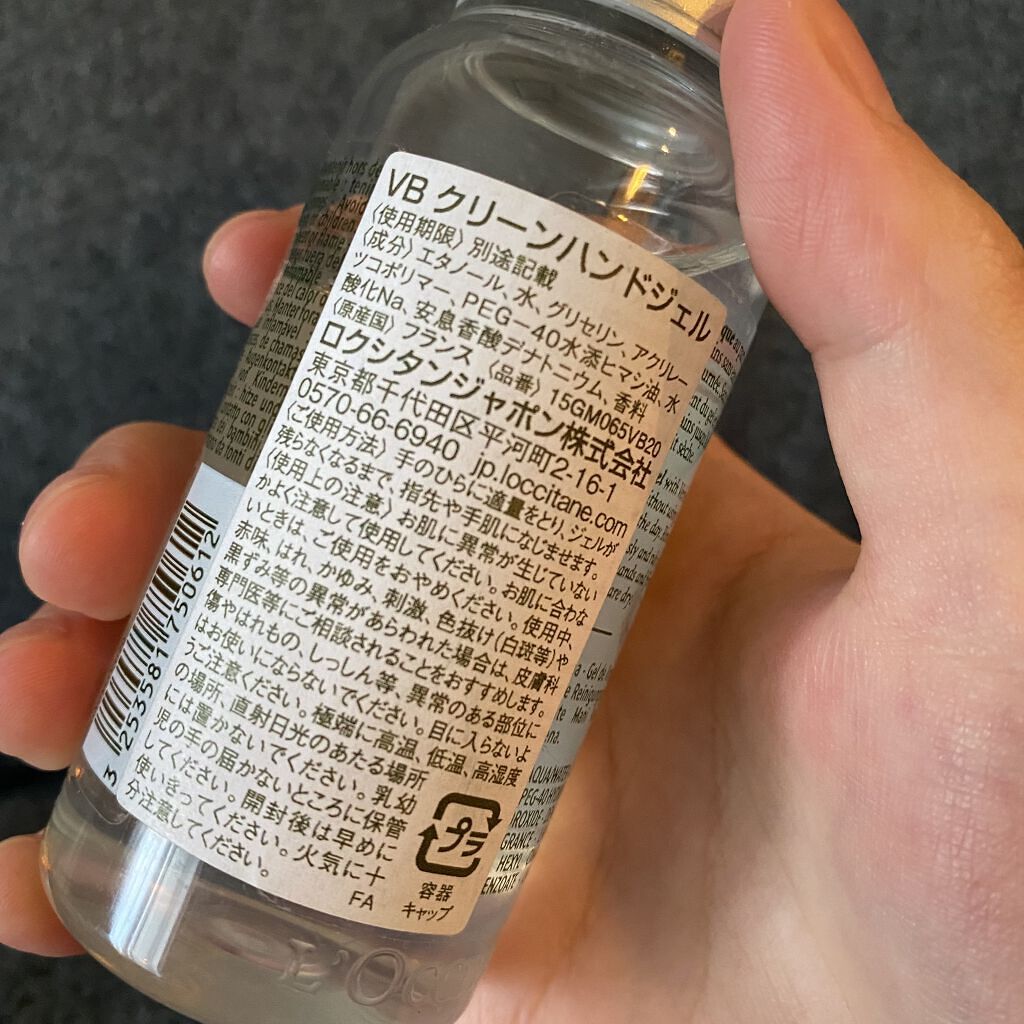 VB クリーンハンドジェル
〈使用期限〉別途記載
〈成分〉エタノール、水、グリセリン、アクリレー
ツコポリマー、PEG-40水添ヒマシ油、水
酸化Na、安息香酸デナトニウム、香料
〈原産国〉フランス 〈品番〉15GM065VB20
ロクシタンジャポン株式会社
東京都千代田区平河町2-16-1
0570-66-6940 jp.loccitane.com
〈ご使用方法〉手のひらに適量をとり、ジェルが
残らなくなるまで、指先や手肌になじませます。
〈使用上の注意〉お肌に異常が生じていない
かよく注意して使用してください。お肌に合わな
いときは、ご使用をおやめください。使用中、
赤味、はれ、かゆみ、刺激、色抜け(白斑等)や
黒ずみ等の異常があらわれた場合は、皮膚科
専門医等にご相談されることをおすすめします。
傷やはれもの、しっしん等、異常のある部位に
はお使いにならないでください。目に入らないよ
うご注意ください。極端に高温、低温、高湿度
の場所、直射日光のあたる場所
には置かないでください。乳幼
児の手の届かないところに保管
してください。開封後は早めに
使いきってください。火気に十
分注意してください。
FA
プラ
容器
キャップ
3 253581 750612
L'OCC